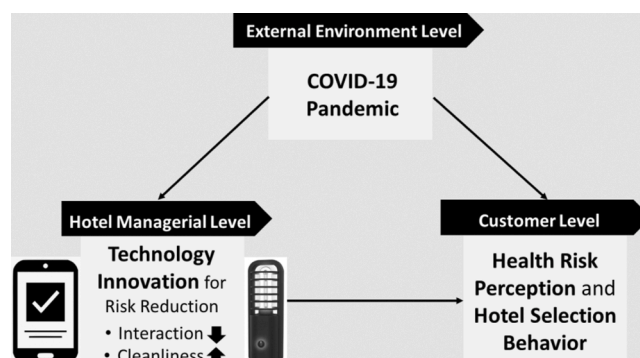 External Environment Level
COVID-19
Pandemic
Hotel Managerial Level
Technology
Innovation for
Risk Reduction
• Interaction
• Cleanliness
Customer Level
Health Risk
Perception and
Hotel Selection
Behavior